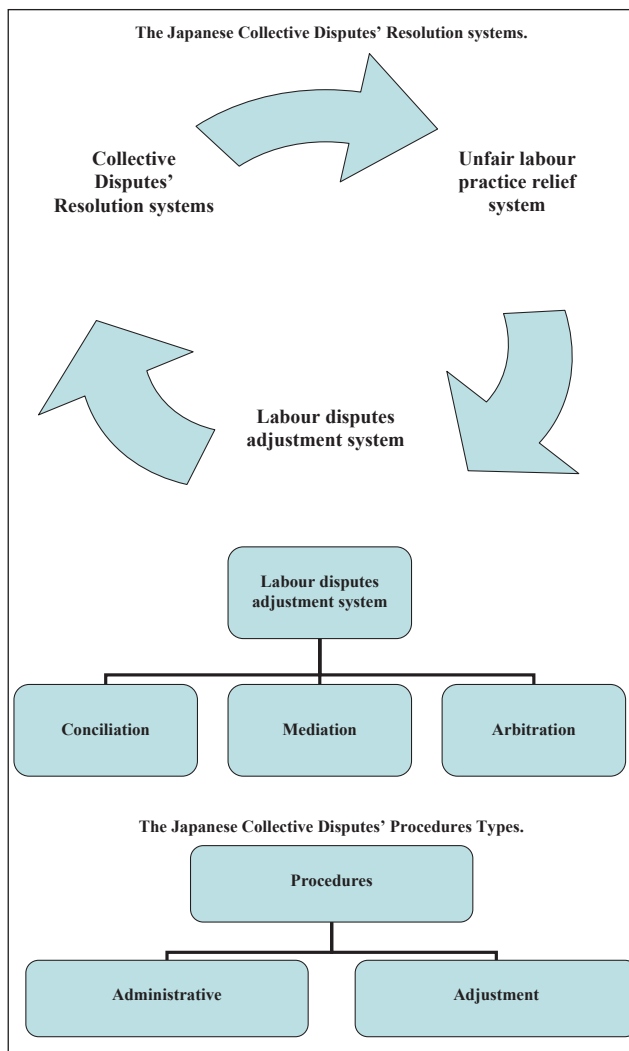 The Japanese Collective Disputes’ Resolution systems.
Collective
Disputes’
Resolution systems
Unfair labour
practice relief
system
Labour disputes
adjustment system
Labour disputes
adjustment system
Conciliation
Mediation
Arbitration
The Japanese Collective Disputes’ Procedures Types.
Procedures
Administrative
Adjustment